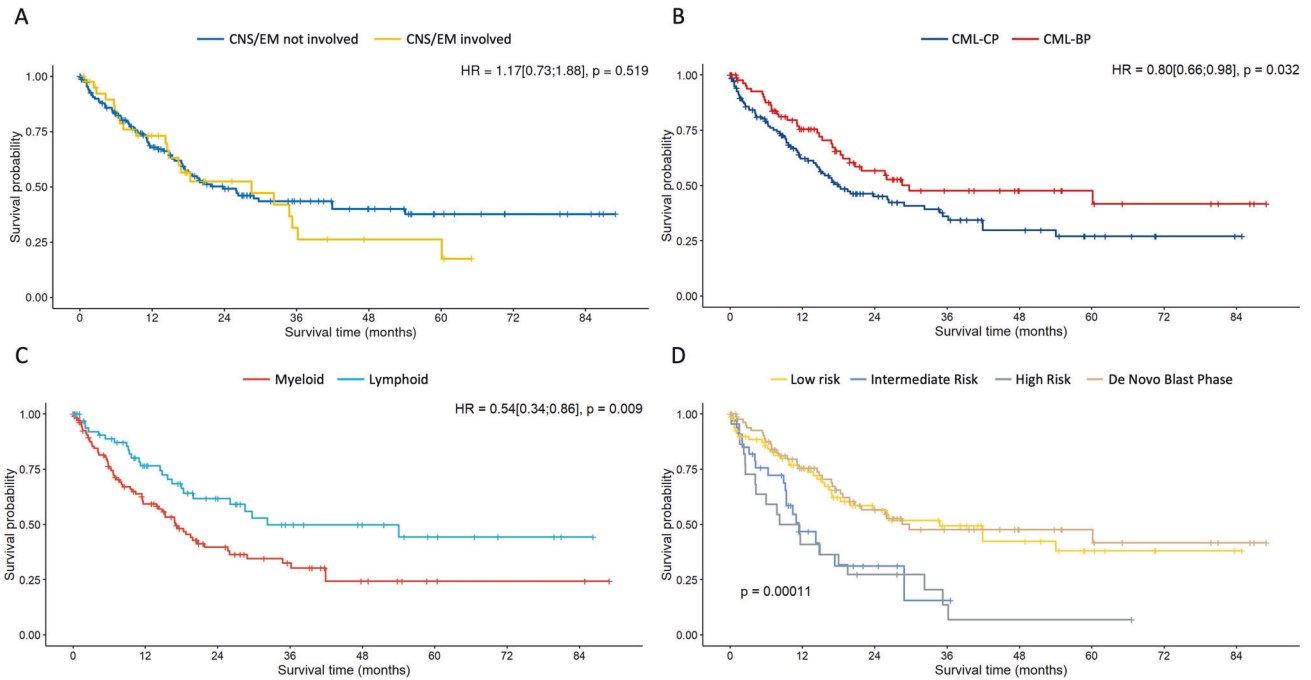 A
CNS/EM not involved CNS/EM involved
HR = 1.17[0.73;1.88], p = 0.519
1.00
0.75
0.50
0.25
0.00
Survival probability
0 12 24 36 48 60 72 84
Survival time (months)
B
CML-CP CML-BP
HR = 0.80[0.66;0.98], p = 0.032
1.00
0.75
0.50
0.25
0.00
Survival probability
0 12 24 36 48 60 72 84
Survival time (months)
C
Myeloid Lymphoid
HR = 0.54[0.34;0.86], p = 0.009
1.00
0.75
0.50
0.25
0.00
Survival probability
0 12 24 36 48 60 72 84
Survival time (months)
D
Low risk Intermediate Risk High Risk De Novo Blast Phase
1.00
0.75
0.50
0.25
0.00
Survival probability
p = 0.00011
0 12 24 36 48 60 72 84
Survival time (months)